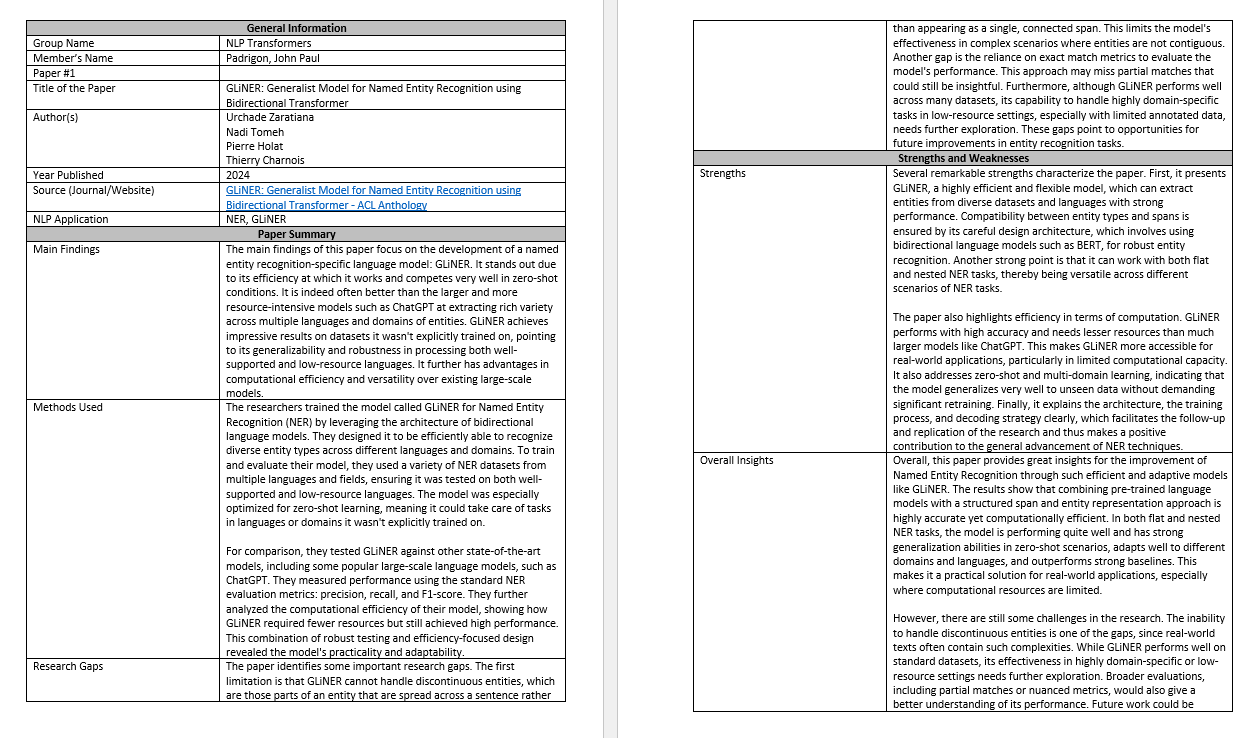 General Information
Group Name NLP Transformers
Member's Name Padrigon, John Paul
Paper #1
Title of the Paper GLiNER: Generalist Model for Named Entity Recognition using
Bidirectional Transformer
Author(s) Urchade Zaratiana
Nadi Tomeh
Pierre Holat
Thierry Charnois
Year Published 2024
Source (Journal/Website) GLiNER: Generalist Model for Named Entity Recognition using
Bidirectional Transformer - ACL Anthology
NLP Application NER, GLiNER
Paper Summary
Main Findings The main findings of this paper focus on the development of a named
entity recognition-specific language model: GLiNER. It stands out due
to its efficiency at which it works and competes very well in zero-shot
conditions. It is indeed often better than the larger and more
resource-intensive models such as ChatGPT at extracting rich variety
across multiple languages and domains of entities. GLiNER achieves
impressive results on datasets it wasn't explicitly trained on, pointing
to its generalizability and robustness in processing both well-
supported and low-resource languages. It further has advantages in
computational efficiency and versatility over existing large-scale
models.
Methods Used The researchers trained the model called GLiNER for Named Entity
Recognition (NER) by leveraging the architecture of bidirectional
language models. They designed it to be efficiently able to recognize
diverse entity types across different languages and domains. To train
and evaluate their model, they used a variety of NER datasets from
multiple languages and fields, ensuring it was tested on both well-
supported and low-resource languages. The model was especially
optimized for zero-shot learning, meaning it could take care of tasks
in languages or domains it wasn't explicitly trained on.
For comparison, they tested GLiNER against other state-of-the-art
models, including some popular large-scale language models, such as
ChatGPT. They measured performance using the standard NER
evaluation metrics: precision, recall, and F1-score. They further
analyzed the computational efficiency of their model, showing how
GLiNER required fewer resources but still achieved high performance.
This combination of robust testing and efficiency-focused design
revealed the model's practicality and adaptability.
Research Gaps The paper identifies some important research gaps. The first
limitation is that GLiNER cannot handle discontinuous entities, which
are those parts of an entity that are spread across a sentence rather
than appearing as a single, connected span. This limits the model's
effectiveness in complex scenarios where entities are not contiguous.
Another gap is the reliance on exact match metrics to evaluate the
model's performance. This approach may miss partial matches that
could still be insightful. Furthermore, although GLiNER performs well
across many datasets, its capability to handle highly domain-specific
tasks in low-resource settings, especially with limited annotated data,
needs further exploration. These gaps point to opportunities for
future improvements in entity recognition tasks.
Strengths and Weaknesses
Strengths Several remarkable strengths characterize the paper. First, it presents
GLiNER, a highly efficient and flexible model, which can extract
entities from diverse datasets and languages with strong
performance. Compatibility between entity types and spans is
ensured by its careful design architecture, which involves using
bidirectional language models such as BERT, for robust entity
recognition. Another strong point is that it can work with both flat
and nested NER tasks, thereby being versatile across different
scenarios of NER tasks.
The paper also highlights efficiency in terms of computation. GLiNER
performs with high accuracy and needs lesser resources than much
larger models like ChatGPT. This makes GLiNER more accessible for
real-world applications, particularly in limited computational capacity.
It also addresses zero-shot and multi-domain learning, indicating that
the model generalizes very well to unseen data without demanding
significant retraining. Finally, it explains the architecture, the training
process, and decoding strategy clearly, which facilitates the follow-up
and replication of the research and thus makes a positive
contribution to the general advancement of NER techniques.
Overall Insights Overall, this paper provides great insights for the improvement of
Named Entity Recognition through such efficient and adaptive models
like GLiNER. The results show that combining pre-trained language
models with a structured span and entity representation approach is
highly accurate yet computationally efficient. In both flat and nested
NER tasks, the model is performing quite well and has strong
generalization abilities in zero-shot scenarios, adapts well to different
domains and languages, and outperforms strong baselines. This
makes it a practical solution for real-world applications, especially
where computational resources are limited.
However, there are still some challenges in the research. The inability
to handle discontinuous entities is one of the gaps, since real-world
texts often contain such complexities. While GLiNER performs well on
standard datasets, its effectiveness in highly domain-specific or low-
resource settings needs further exploration. Broader evaluations,
including partial matches or nuanced metrics, would also give a
better understanding of its performance. Future work could be